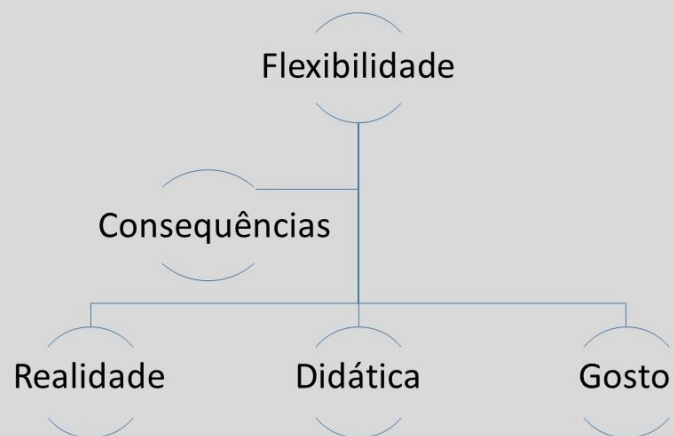 Flexibilidade
Consequências
Realidade
Didática
Gosto